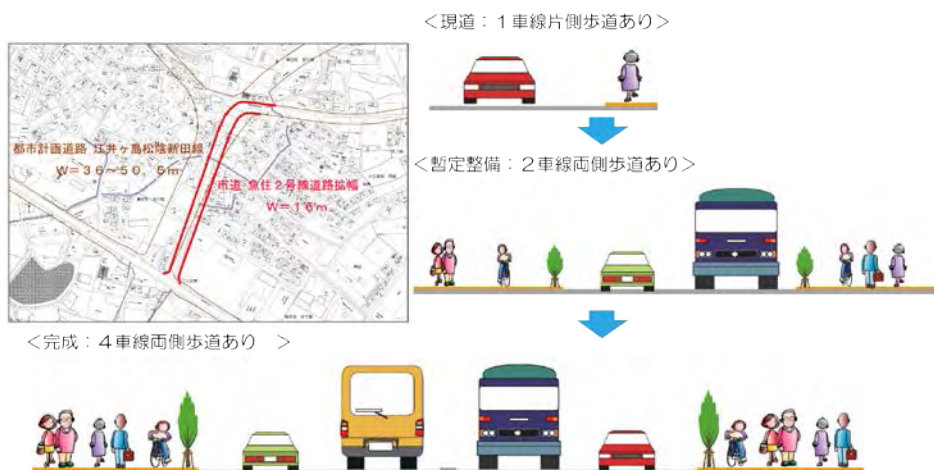 ＜現道：１車線片側歩道あり＞
都市計画道路 江井ヶ島松陰新田線
Ｗ＝３６～５０．５ｍ
市道 魚住２号線道路拡幅
Ｗ＝１６ｍ
＜暫定整備：２車線両側歩道あり＞
＜完成：４車線両側歩道あり　＞